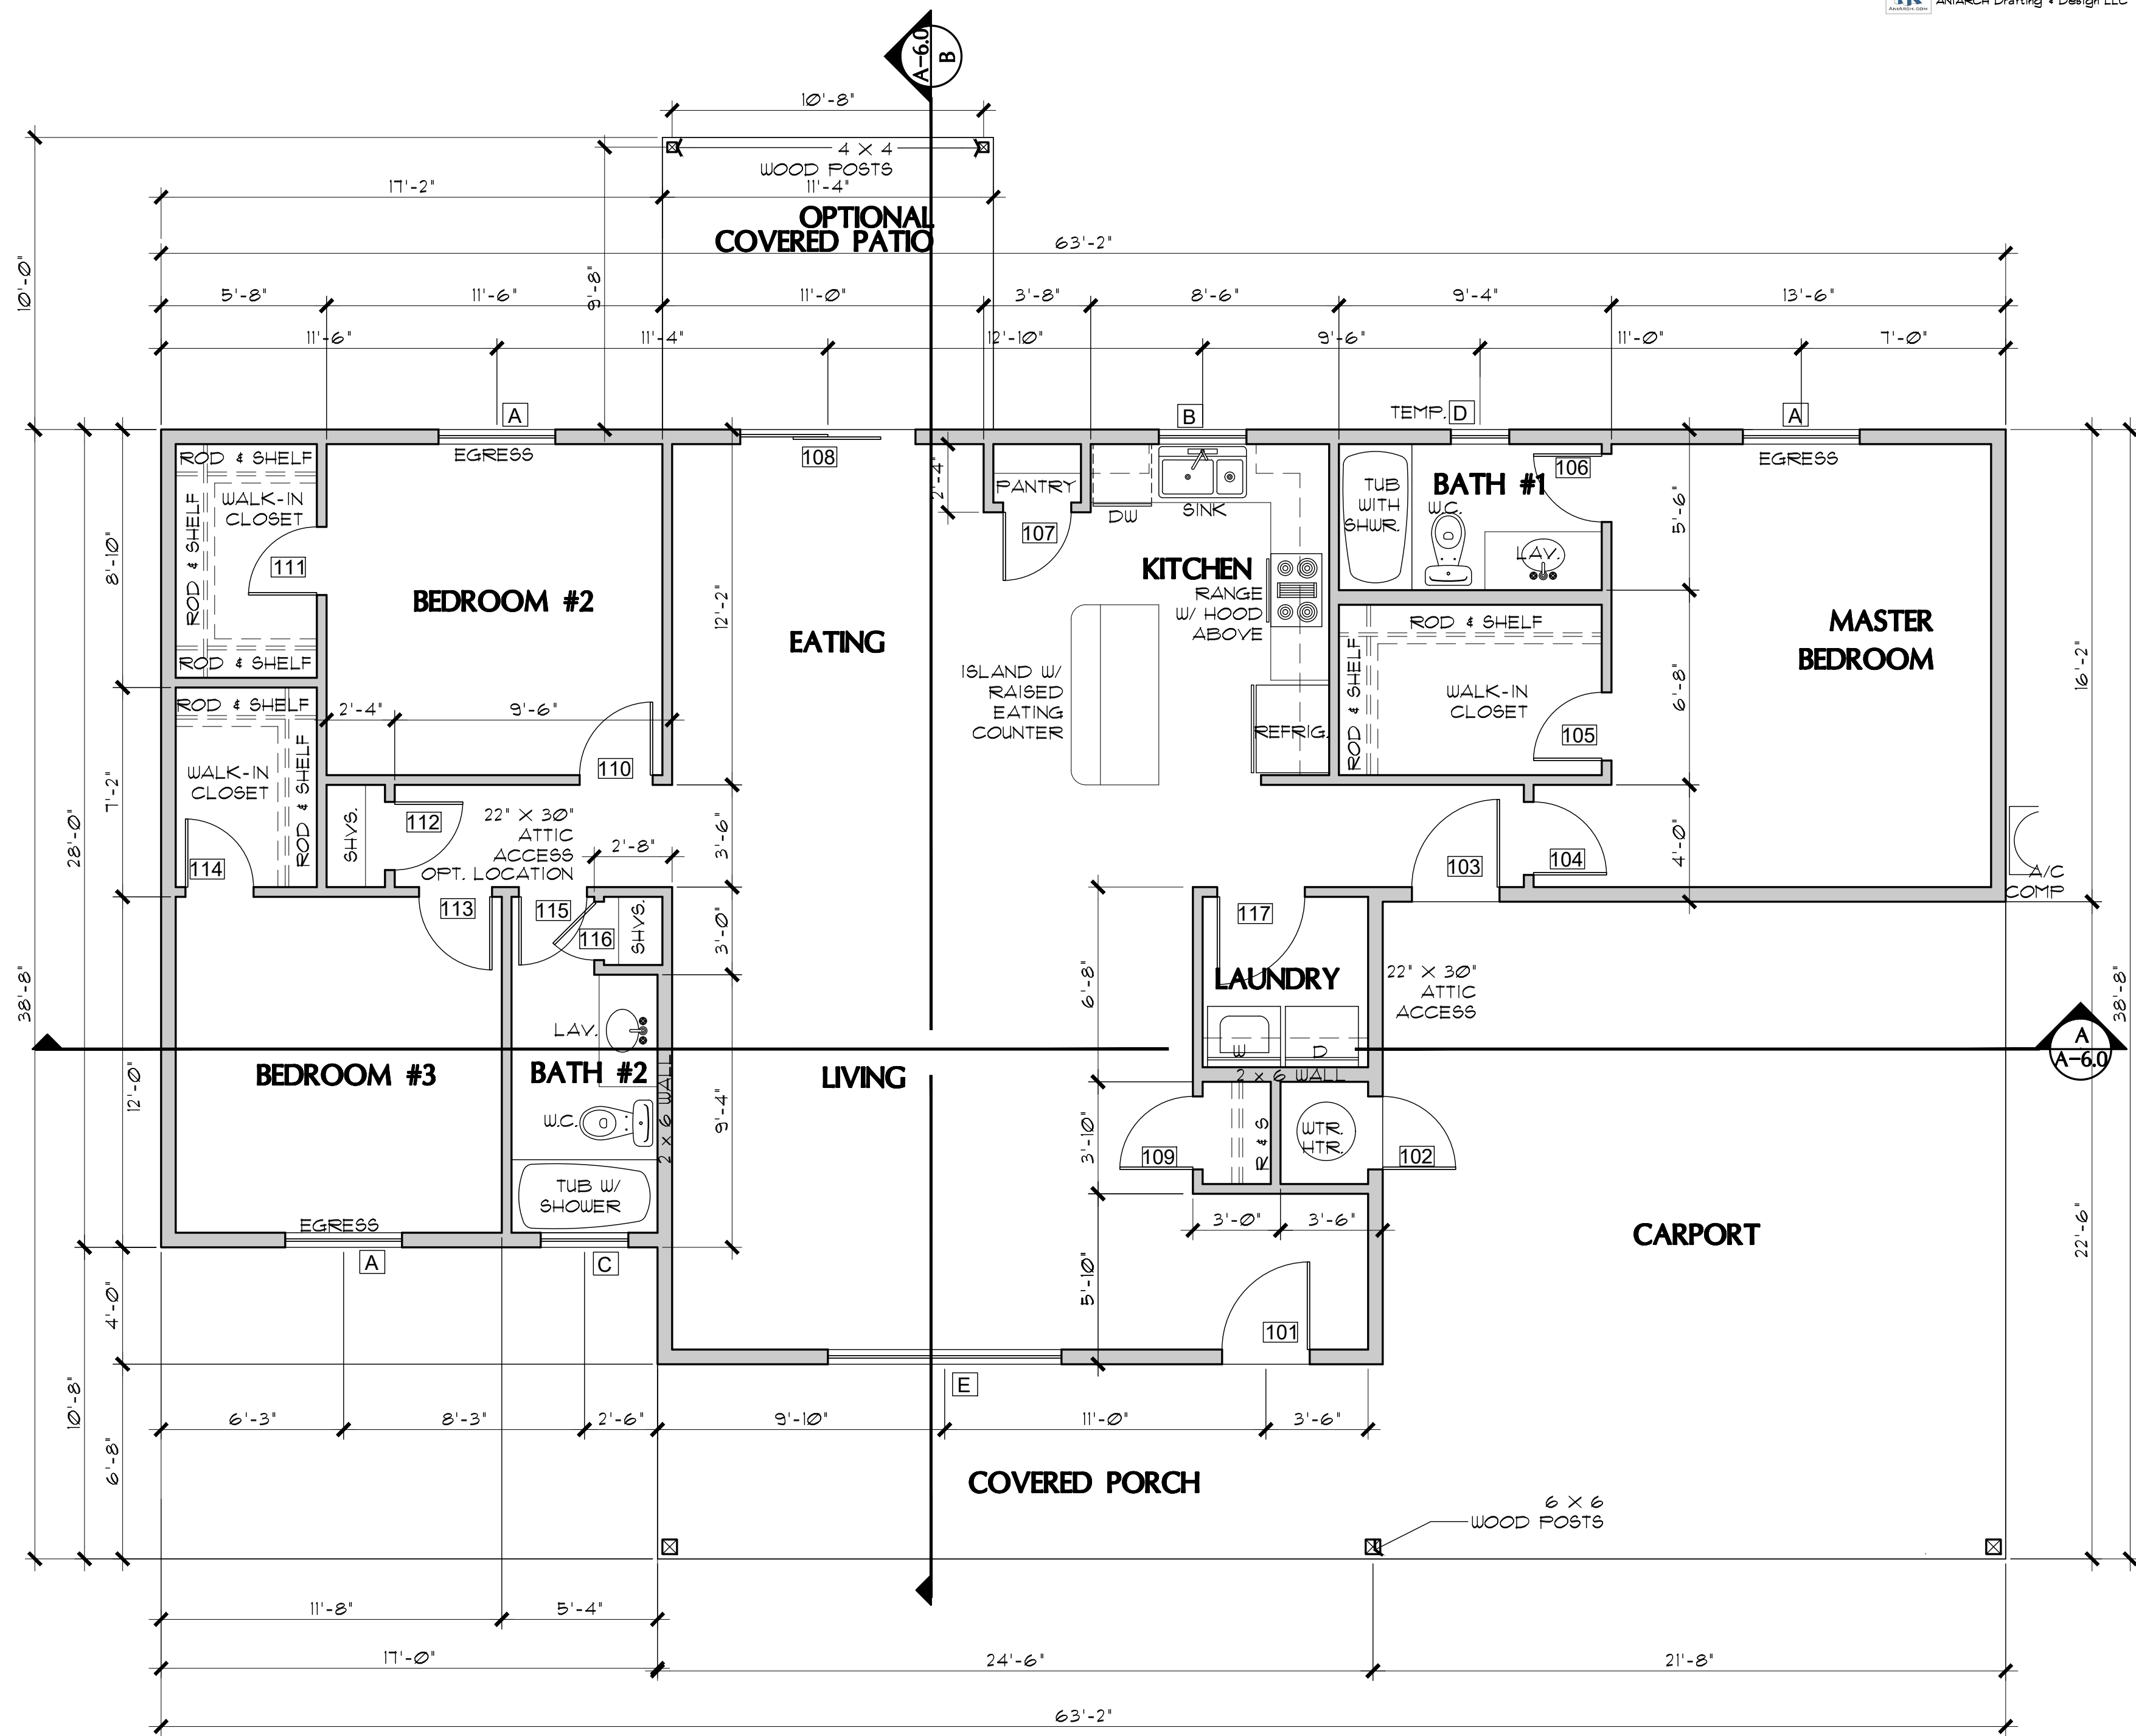 ANIARCH Drafting & Design LLC
ANIARCH.COM
A-6.0
B
10'-8"
4 X 4
WOOD POSTS
17'-2"
11'-4"
OPTIONAL
COVERED PATIO
63'-2"
10'-0"
9'-8"
5'-8"
11'-6"
11'-0"
3'-8"
8'-6"
9'-4"
13'-6"
11'-6"
11'-4"
12'-10"
9'-6"
11'-0"
7'-0"
A
EGRESS
108
2'-4"
B
TEMP. D
A
EGRESS
ROD & SHELF
WALK-IN
CLOSET
ROD & SHELF
111
ROD & SHELF
8'-10"
BEDROOM #2
12'-2"
EATING
PANTRY
107
DW
SINK
KITCHEN
RANGE
W/ HOOD
ABOVE
ISLAND W/
RAISED
EATING
COUNTER
REFRIG.
TUB
WITH
SHWR.
BATH #1
W.C.
LAV.
106
5'-6"
MASTER
BEDROOM
16'-2"
ROD & SHELF
ROD & SHELF
WALK-IN
CLOSET
105
6'-8"
ROD & SHELF
WALK-IN
CLOSET
ROD & SHELF
114
7'-2"
2'-4"
9'-6"
110
SHVS.
112
22" X 30"
ATTIC
ACCESS
OPT. LOCATION
2'-8"
3'-6"
28'-0"
38'-8"
103
104
4'-0"
A/C
COMP
113
115
116
SHVS.
3'-0"
117
LAUNDRY
22" X 30"
ATTIC
ACCESS
6'-8"
38'-8"
A
A-6.0
W
D
2 x 6 WALL
LAV.
BEDROOM #3
BATH #2
2 x 6 WALL
LIVING
12'-0"
W.C.
9'-4"
3'-10"
109
R & S
WTR.
HTR.
102
TUB W/
SHOWER
EGRESS
A
C
3'-0"
3'-6"
CARPORT
22'-6"
5'-10"
101
E
4'-0"
10'-8"
6'-8"
6'-3"
8'-3"
2'-6"
9'-10"
11'-0"
3'-6"
COVERED PORCH
6 X 6
WOOD POSTS
11'-8"
5'-4"
17'-0"
24'-6"
21'-8"
63'-2"